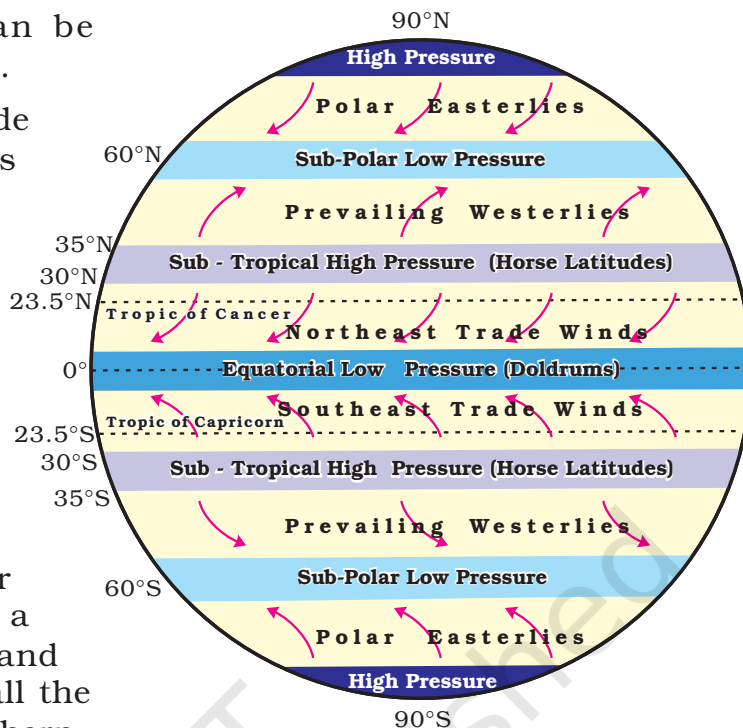 an be
.
de
s
r
a
and
all the
90°N
High Pressure
Polar Easterlies
60°N
Sub-Polar Low Pressure
Prevailing Westerlies
35°N
Sub - Tropical High Pressure (Horse Latitudes)
30°N
23.5°N
Tropic of Cancer
Northeast Trade Winds
0°
Equatorial Low Pressure (Doldrums)
Southeast Trade Winds
Tropic of Capricorn
23.5°S
30°S
Sub - Tropical High Pressure (Horse Latitudes)
35°S
Prevailing Westerlies
60°S
Sub-Polar Low Pressure
Polar Easterlies
High Pressure
90°S